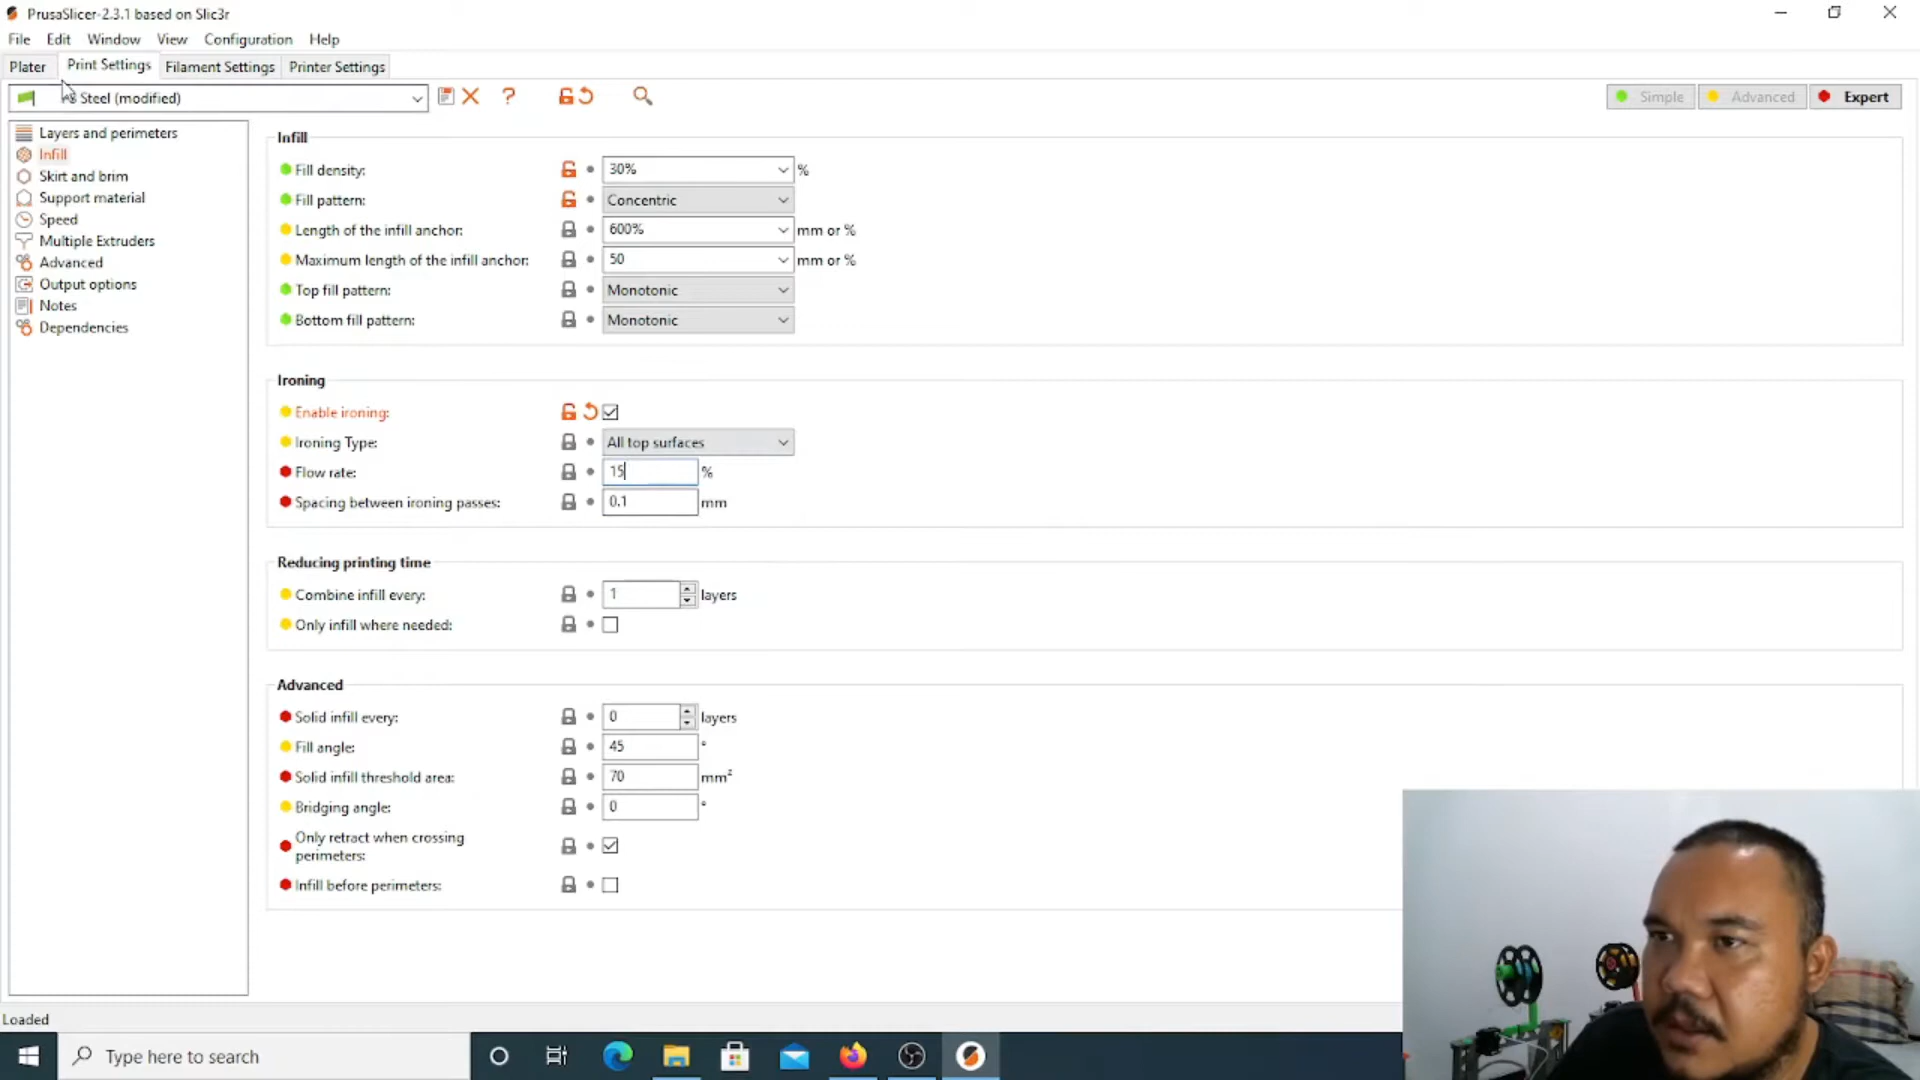 PrusaSlicer-2.3.1 based on Slic3r
File Edit Window View Configuration Help
Plater Print Settings Filament Settings Printer Settings
Steel (modified)
? Simple Advanced Expert
Layers and perimeters
Infill
Skirt and brim
Support material
Speed
Multiple Extruders
Advanced
Output options
Notes
Dependencies
Infill
Fill density: 30% %
Fill pattern: Concentric
Length of the infill anchor: 600% mm or %
Maximum length of the infill anchor: 50 mm or %
Top fill pattern: Monotonic
Bottom fill pattern: Monotonic
Ironing
Enable ironing:
Ironing Type: All top surfaces
Flow rate: 15 %
Spacing between ironing passes: 0.1 mm
Reducing printing time
Combine infill every: 1 layers
Only infill where needed:
Advanced
Solid infill every: 0 layers
Fill angle: 45 °
Solid infill threshold area: 70 mm²
Bridging angle: 0 °
Only retract when crossing
perimeters:
Infill before perimeters:
Loaded
Type here to search